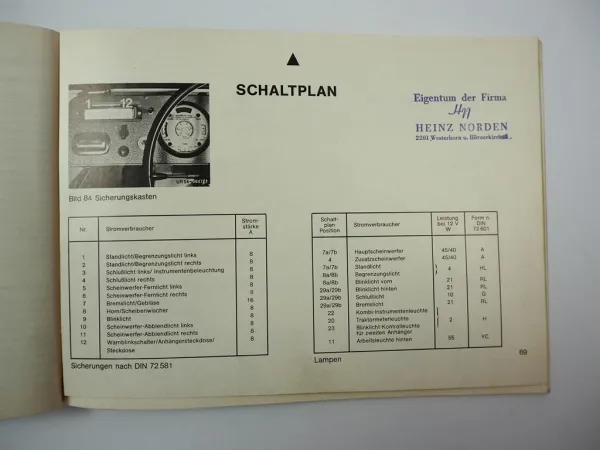 SCHALTPLAN
Eigentum der Firma
HEINZ NORDEN
2201 Westerhorn u. Hörnerkirchen
1 12
Bild 84 Sicherungskasten
Nr. Stromverbraucher Strom-stärke A
1 Standlicht/Begrenzungslicht links 8
2 Standlicht/Begrenzungslicht rechts 8
3 Schlußlicht links/Instrumentenbeleuchtung 8
4 Schlußlicht rechts 8
5 Scheinwerfer-Fernlicht links 8
6 Scheinwerfer-Fernlicht rechts 8
7 Bremslicht/Gebläse 16
8 Horn/Scheibenwischer 8
9 Blinklicht 8
10 Scheinwerfer-Abblendlicht links 8
11 Scheinwerfer-Abblendlicht rechts 8
12 Warnblinkschalter/Anhängersteckdose/ 8
Steckdose
Sicherungen nach DIN 72 581
Schalt-plan Position Stromverbraucher Leistung bei 12 V W Form n. DIN 72 601
7a/7b Hauptscheinwerfer 45/40 A
4 Zusatzscheinwerfer 45/40 A
7a/7b Standlicht 4 HL
8a/8b Begrenzungslicht
8a/8b Blinklicht vorn 21 RL
29a/29b Blinklicht hinten 21 RL
29a/29b Schlußlicht 10 G
29a/29b Bremslicht 21 RL
22 Kombi-Instrumentenleuchte
20 Traktormeterleuchte 2 H
23 Blinklicht-Kontrolleuchte
für zweiten Anhänger
11 Arbeitsleuchte hinten 55 YC
Lampen
69